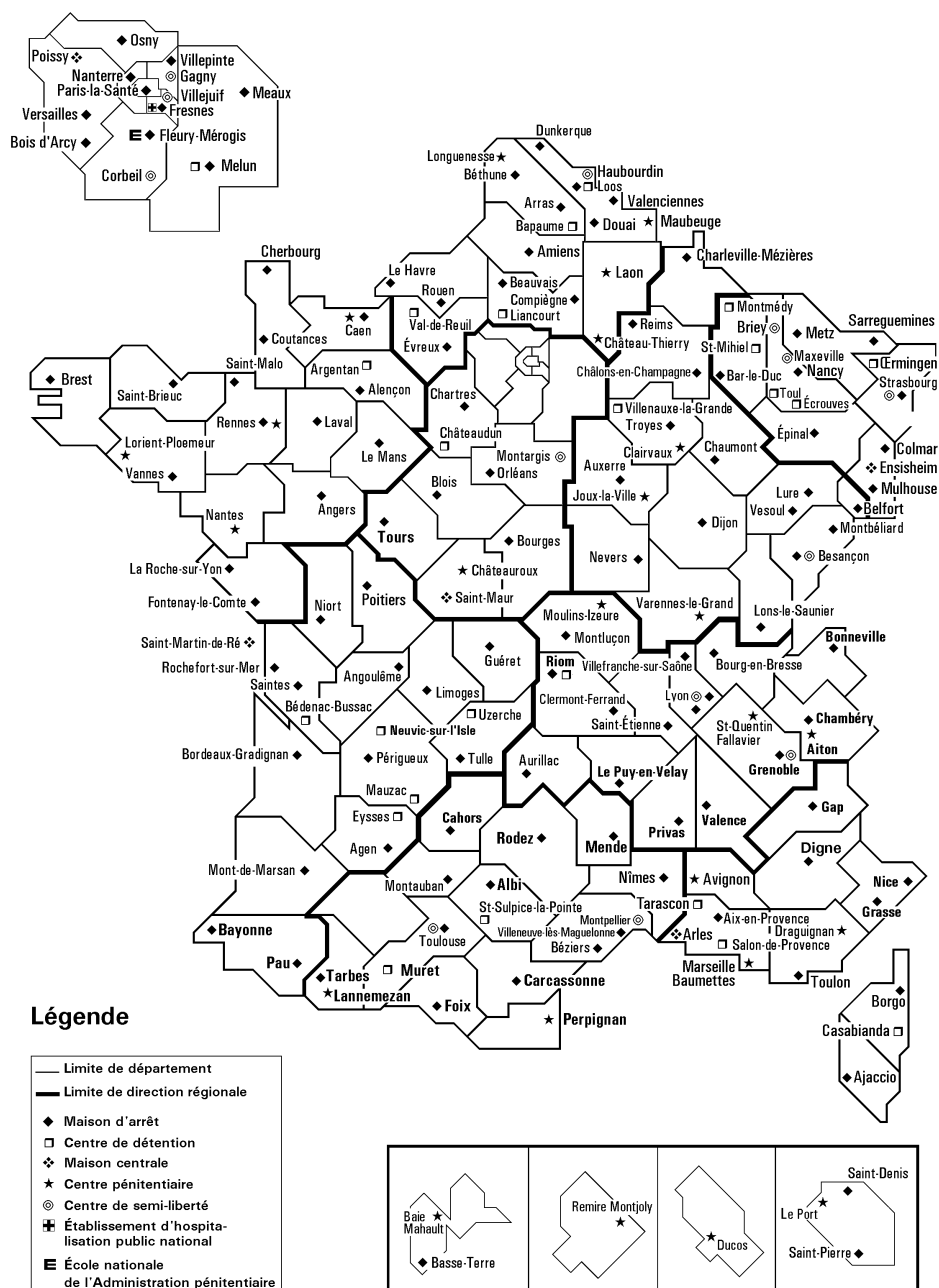 Osny
Poissy
Villepinte
Nanterre
Gagny
Paris-la-Santé
Villejuif
Meaux
Fresnes
Versailles
Fleury-Mérogis
Bois d'Arcy
Melun
Corbeil
Dunkerque
Longuenesse
Béthune
Haubourdin
Loos
Arras
Valenciennes
Bapaume
Douai
Maubeuge
Amiens
Cherbourg
Charleville-Mézières
Le Havre
Laon
Rouen
Beauvais
Compiègne
Liancourt
Montmédy
Caen
Val-de-Reuil
Reims
Briey
Metz
Sarreguemines
Coutances
Évreux
Château-Thierry
St-Mihiel
Maxeville
Œrmingen
Saint-Malo
Argentan
Châlons-en-Champagne
Bar-le-Duc
Nancy
Strasbourg
Brest
Saint-Brieuc
Alençon
Chartres
Toul
Écrouves
Villenauxe-la-Grande
Rennes
Laval
Châteaudun
Troyes
Épinal
Lorient-Ploemeur
Le Mans
Montargis
Clairvaux
Chaumont
Colmar
Vannes
Orléans
Auxerre
Ensisheim
Blois
Joux-la-Ville
Lure
Mulhouse
Angers
Vesoul
Belfort
Nantes
Tours
Dijon
Montbéliard
Bourges
Nevers
Besançon
La Roche-sur-Yon
Châteauroux
Fontenay-le-Comte
Niort
Poitiers
Saint-Maur
Moulins-Izeure
Varennes-le-Grand
Lons-le-Saunier
Saint-Martin-de-Ré
Montluçon
Bonneville
Guéret
Riom
Villefranche-sur-Saône
Bourg-en-Bresse
Rochefort-sur-Mer
Angoulême
Saintes
Limoges
Clermont-Ferrand
Lyon
Bédenac-Bussac
Uzerche
Saint-Étienne
St-Quentin
Fallavier
Chambéry
Neuvic-sur-l'Isle
Aiton
Bordeaux-Gradignan
Périgueux
Tulle
Aurillac
Le Puy-en-Velay
Grenoble
Mauzac
Eysses
Cahors
Rodez
Mende
Privas
Valence
Gap
Agen
Digne
Mont-de-Marsan
Montauban
Albi
Nîmes
Avignon
Nice
St-Sulpice-la-Pointe
Tarascon
Grasse
Montpellier
Aix-en-Provence
Bayonne
Toulouse
Villeneuve-lès-Maguelonne
Arles
Draguignan
Béziers
Salon-de-Provence
Pau
Tarbes
Muret
Marseille
Baumettes
Carcassonne
Toulon
Lannemezan
Foix
Perpignan
Borgo
Casabianda
Ajaccio
Légende
Limite de département
Limite de direction régionale
Maison d'arrêt
Centre de détention
Maison centrale
Centre pénitentiaire
Centre de semi-liberté
Établissement d'hospita-
lisation public national
E École nationale
de l'Administration pénitentiaire
Baie
Mahault
Basse-Terre
Remire Montjoly
Ducos
Saint-Denis
Le Port
Saint-Pierre